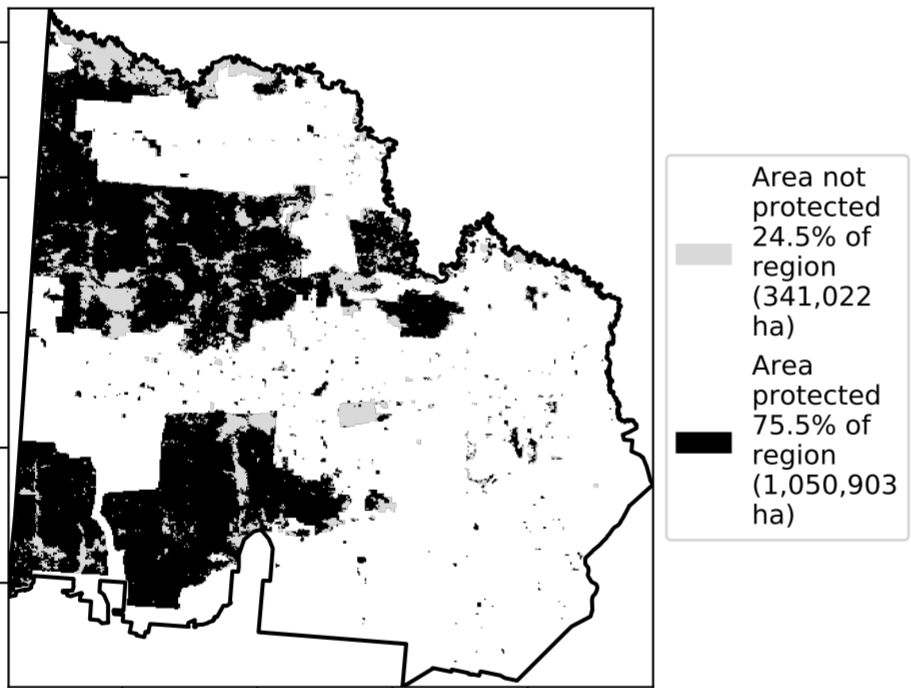 Area not
protected
24.5% of
region
(341,022
ha)
Area
protected
75.5% of
region
(1,050,903
ha)